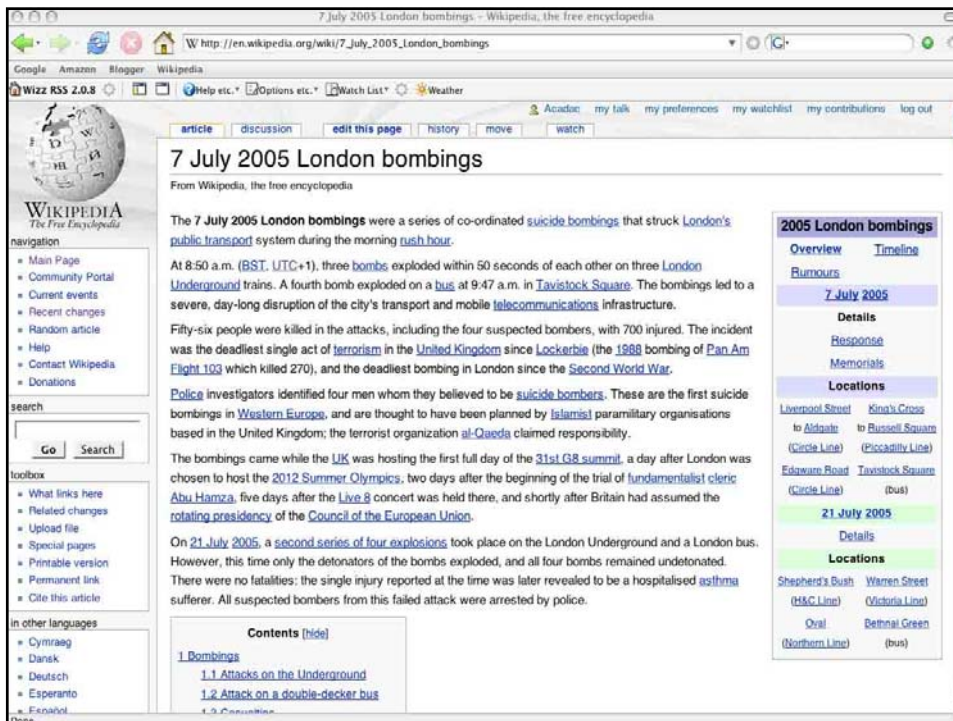 7 July 2005 London bombings - Wikipedia, the free encyclopedia
W http://en.wikipedia.org/wiki/7_July_2005_London_bombings
G
Google Amazon Blogger Wikipedia
Wizz RSS 2.0.8 Help etc. Options etc. Watch List Weather
Acadac my talk my preferences my watchlist my contributions log out
article discussion edit this page history move watch
WIKIPEDIA
The Free Encyclopedia
navigation
Main Page
Community Portal
Current events
Recent changes
Random article
Help
Contact Wikipedia
Donations
search
Go Search
toolbox
What links here
Related changes
Upload file
Special pages
Printable version
Permanent link
Cite this article
in other languages
Cymraeg
Dansk
Deutsch
Esperanto
Español
7 July 2005 London bombings
From Wikipedia, the free encyclopedia
The 7 July 2005 London bombings were a series of co-ordinated suicide bombings that struck London's
public transport system during the morning rush hour.
At 8:50 a.m. (BST, UTC+1), three bombs exploded within 50 seconds of each other on three London
Underground trains. A fourth bomb exploded on a bus at 9:47 a.m. in Tavistock Square. The bombings led to a
severe, day-long disruption of the city's transport and mobile telecommunications infrastructure.
Fifty-six people were killed in the attacks, including the four suspected bombers, with 700 injured. The incident
was the deadliest single act of terrorism in the United Kingdom since Lockerbie (the 1988 bombing of Pan Am
Flight 103 which killed 270), and the deadliest bombing in London since the Second World War.
Police investigators identified four men whom they believed to be suicide bombers. These are the first suicide
bombings in Western Europe, and are thought to have been planned by Islamist paramilitary organisations
based in the United Kingdom; the terrorist organization al-Qaeda claimed responsibility.
The bombings came while the UK was hosting the first full day of the 31st G8 summit, a day after London was
chosen to host the 2012 Summer Olympics, two days after the beginning of the trial of fundamentalist cleric
Abu Hamza, five days after the Live 8 concert was held there, and shortly after Britain had assumed the
rotating presidency of the Council of the European Union.
On 21 July 2005, a second series of four explosions took place on the London Underground and a London bus.
However, this time only the detonators of the bombs exploded, and all four bombs remained undetonated.
There were no fatalities: the single injury reported at the time was later revealed to be a hospitalised asthma
sufferer. All suspected bombers from this failed attack were arrested by police.
Contents [hide]
1 Bombings
1.1 Attacks on the Underground
1.2 Attack on a double-decker bus
1.3 Casualties
2005 London bombings
Overview Timeline
Rumours
7 July 2005
Details
Response
Memorials
Locations
Liverpool Street King's Cross
to Aldgate to Russell Square
(Circle Line) (Piccadilly Line)
Edgware Road Tavistock Square
(Circle Line) (bus)
21 July 2005
Details
Locations
Shepherd's Bush Warren Street
(H&C Line) (Victoria Line)
Oval Bethnal Green
(Northern Line) (bus)
Done